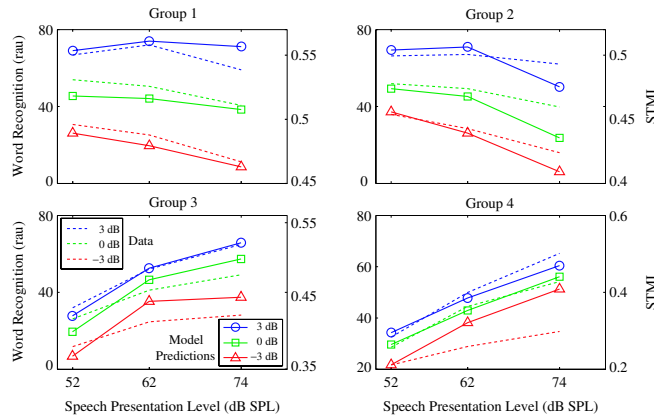 Group 1
Group 2
Word Recognition (rau)
80
40
0
0.55
0.5
0.45
80
40
0
0.5
0.45
0.4
STMI
Group 3
Group 4
Word Recognition (rau)
80
40
0
0.55
0.45
0.35
80
60
40
20
0.6
0.4
0.2
STMI
3 dB
0 dB
−3 dB
Data
Model
Predictions
3 dB
0 dB
−3 dB
52
62
74
52
62
74
Speech Presentation Level (dB SPL)
Speech Presentation Level (dB SPL)